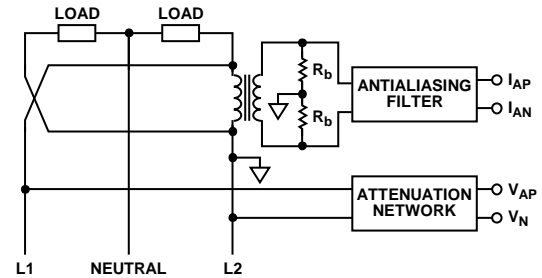 LOAD LOAD
R_b
ANTIALIASING
FILTER
I_AP
I_AN
R_b
ATTENUATION
NETWORK
V_AP
V_N
L1 NEUTRAL L2